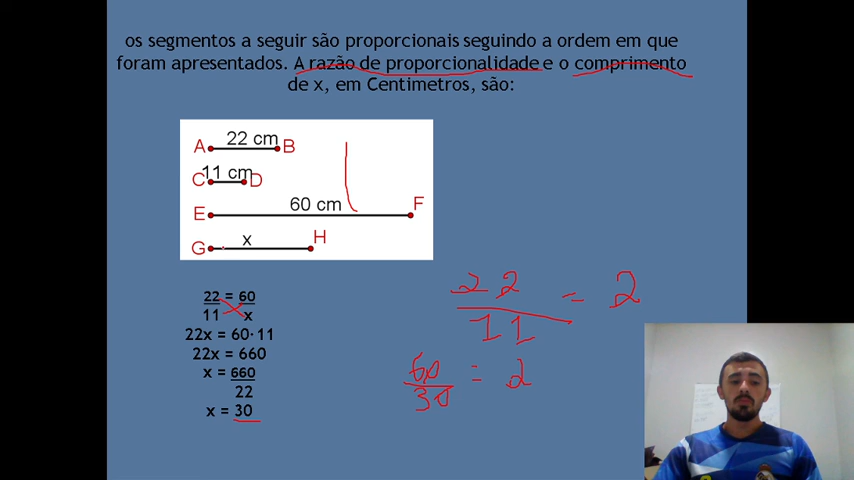 os segmentos a seguir são proporcionais seguindo a ordem em que
foram apresentados. A razão de proporcionalidade e o comprimento
de x, em Centimetros, são:
A 22 cm B
C 11 cm D
E 60 cm F
G x H
22 = 60
11 x
22x = 60·11
22x = 660
x = 660
22
x = 30
22 = 2
11
60 = 2
30